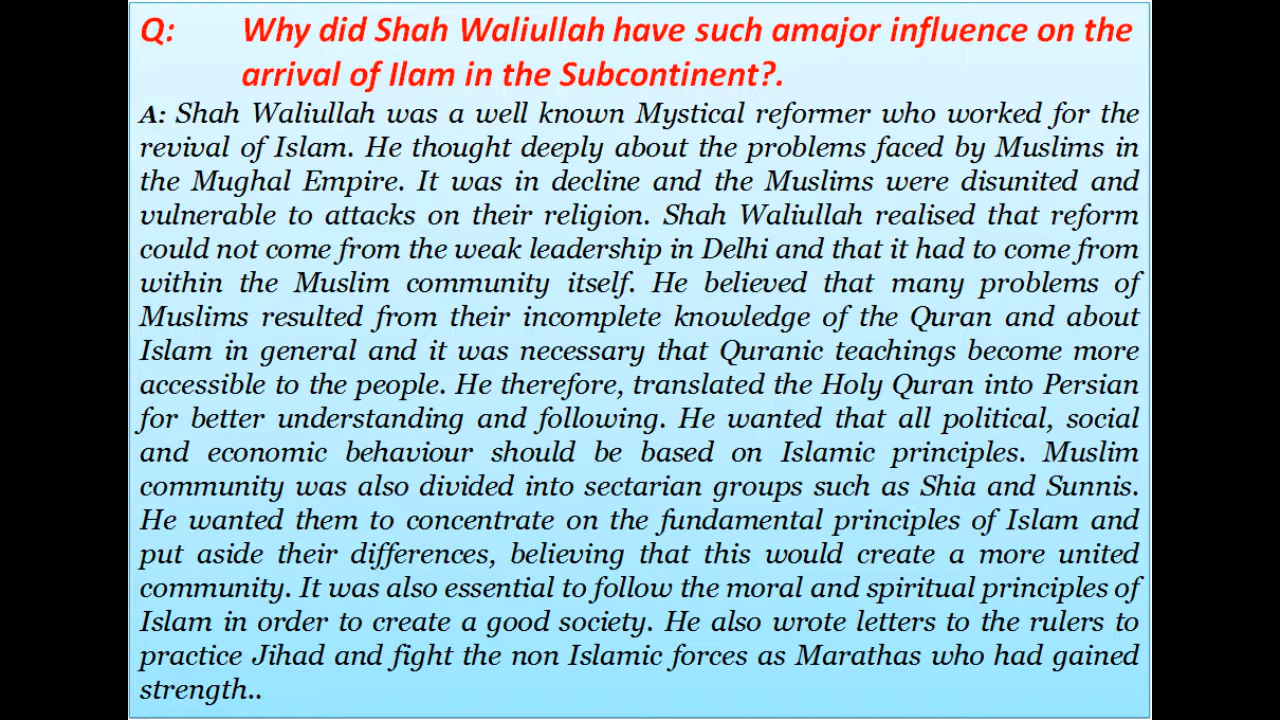 Q: Why did Shah Waliullah have such amajor influence on the
arrival of Ilam in the Subcontinent?.
A: Shah Waliullah was a well known Mystical reformer who worked for the
revival of Islam. He thought deeply about the problems faced by Muslims in
the Mughal Empire. It was in decline and the Muslims were disunited and
vulnerable to attacks on their religion. Shah Waliullah realised that reform
could not come from the weak leadership in Delhi and that it had to come from
within the Muslim community itself. He believed that many problems of
Muslims resulted from their incomplete knowledge of the Quran and about
Islam in general and it was necessary that Quranic teachings become more
accessible to the people. He therefore, translated the Holy Quran into Persian
for better understanding and following. He wanted that all political, social
and economic behaviour should be based on Islamic principles. Muslim
community was also divided into sectarian groups such as Shia and Sunnis.
He wanted them to concentrate on the fundamental principles of Islam and
put aside their differences, believing that this would create a more united
community. It was also essential to follow the moral and spiritual principles of
Islam in order to create a good society. He also wrote letters to the rulers to
practice Jihad and fight the non Islamic forces as Marathas who had gained
strength..